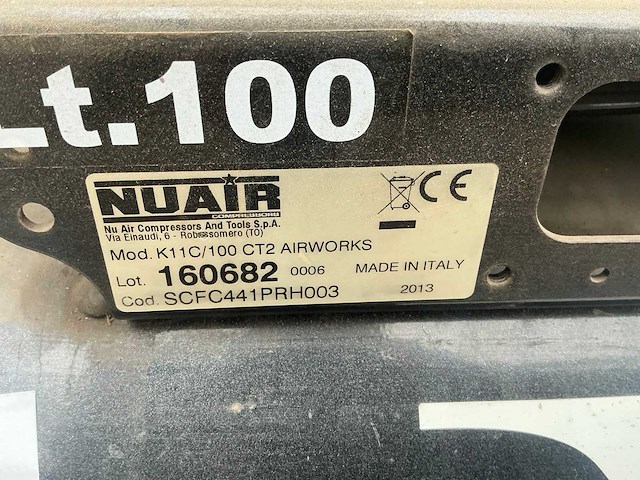 Lt.100
NUAIR
COMPRESSORS
Nu Air Compressors And Tools S.p.A.
Via Einaudi, 6 - Robassomero (TO)
CE
Mod. K11C/100 CT2 AIRWORKS
Lot. 160682 0006 MADE IN ITALY
Cod. SCFC441PRH003 2013